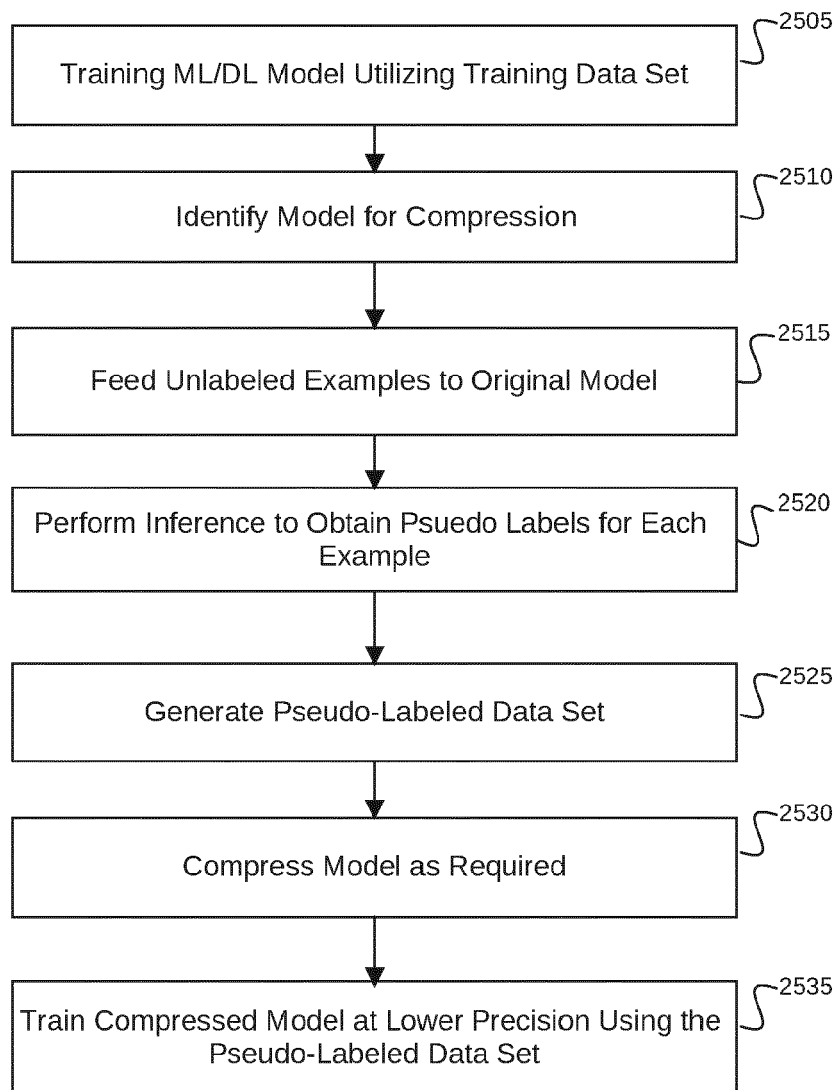 2505
Training ML/DL Model Utilizing Training Data Set
2510
Identify Model for Compression
2515
Feed Unlabeled Examples to Original Model
2520
Perform Inference to Obtain Psuedo Labels for Each
Example
2525
Generate Pseudo-Labeled Data Set
2530
Compress Model as Required
2535
Train Compressed Model at Lower Precision Using the
Pseudo-Labeled Data Set